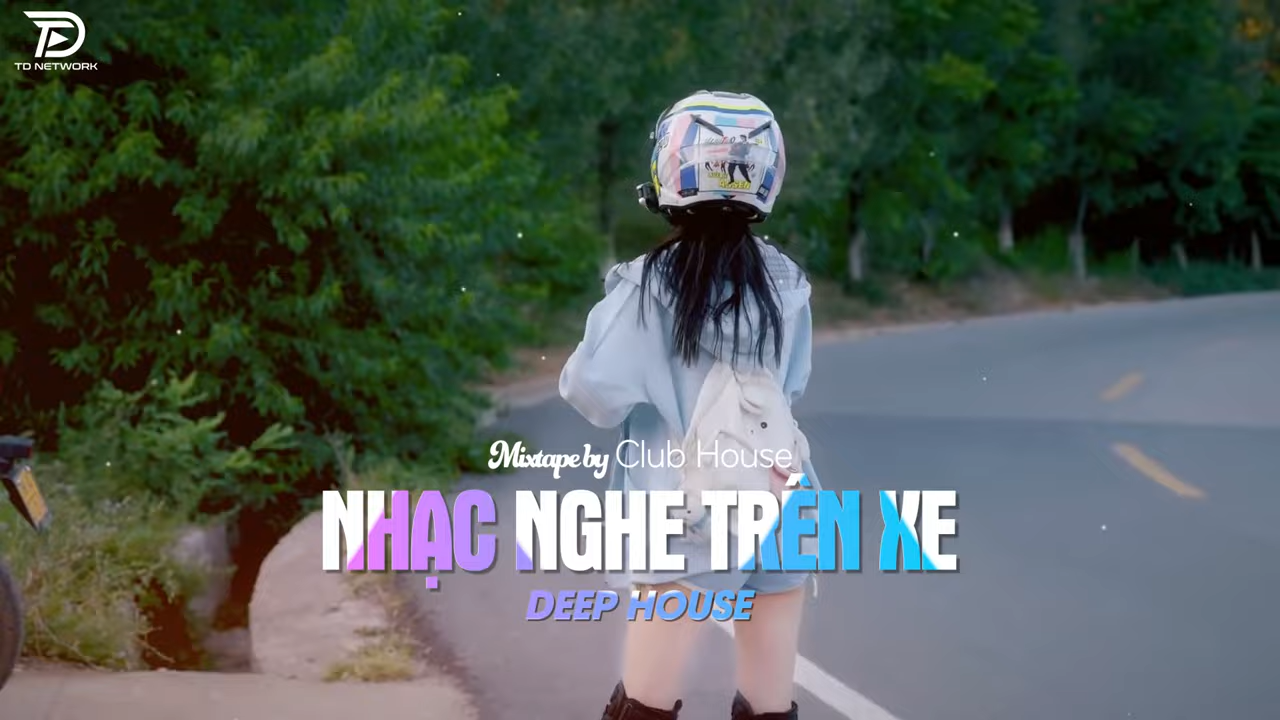 TD NETWORK
Mixtape by Club House
NHẠC NGHE TRÊN XE
DEEP HOUSE